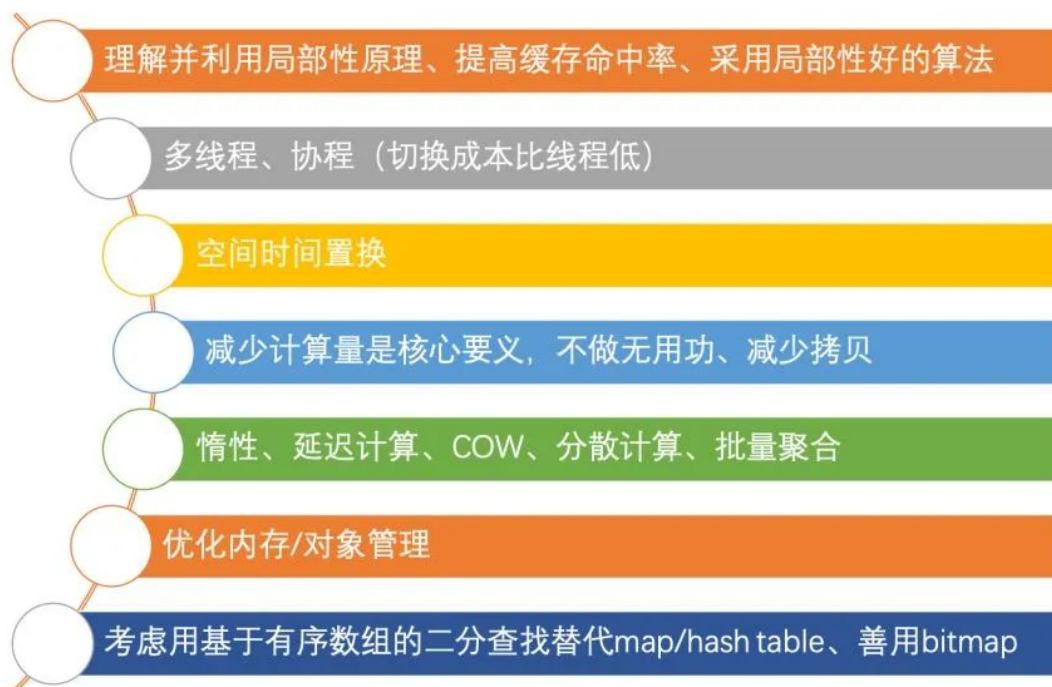 理解并利用局部性原理、提高缓存命中率、采用局部性好的算法
多线程、协程（切换成本比线程低）
空间时间置换
减少计算量是核心要义，不做无用功、减少拷贝
惰性、延迟计算、COW、分散计算、批量聚合
优化内存/对象管理
考虑用基于有序数组的二分查找替代map/hash table、善用bitmap